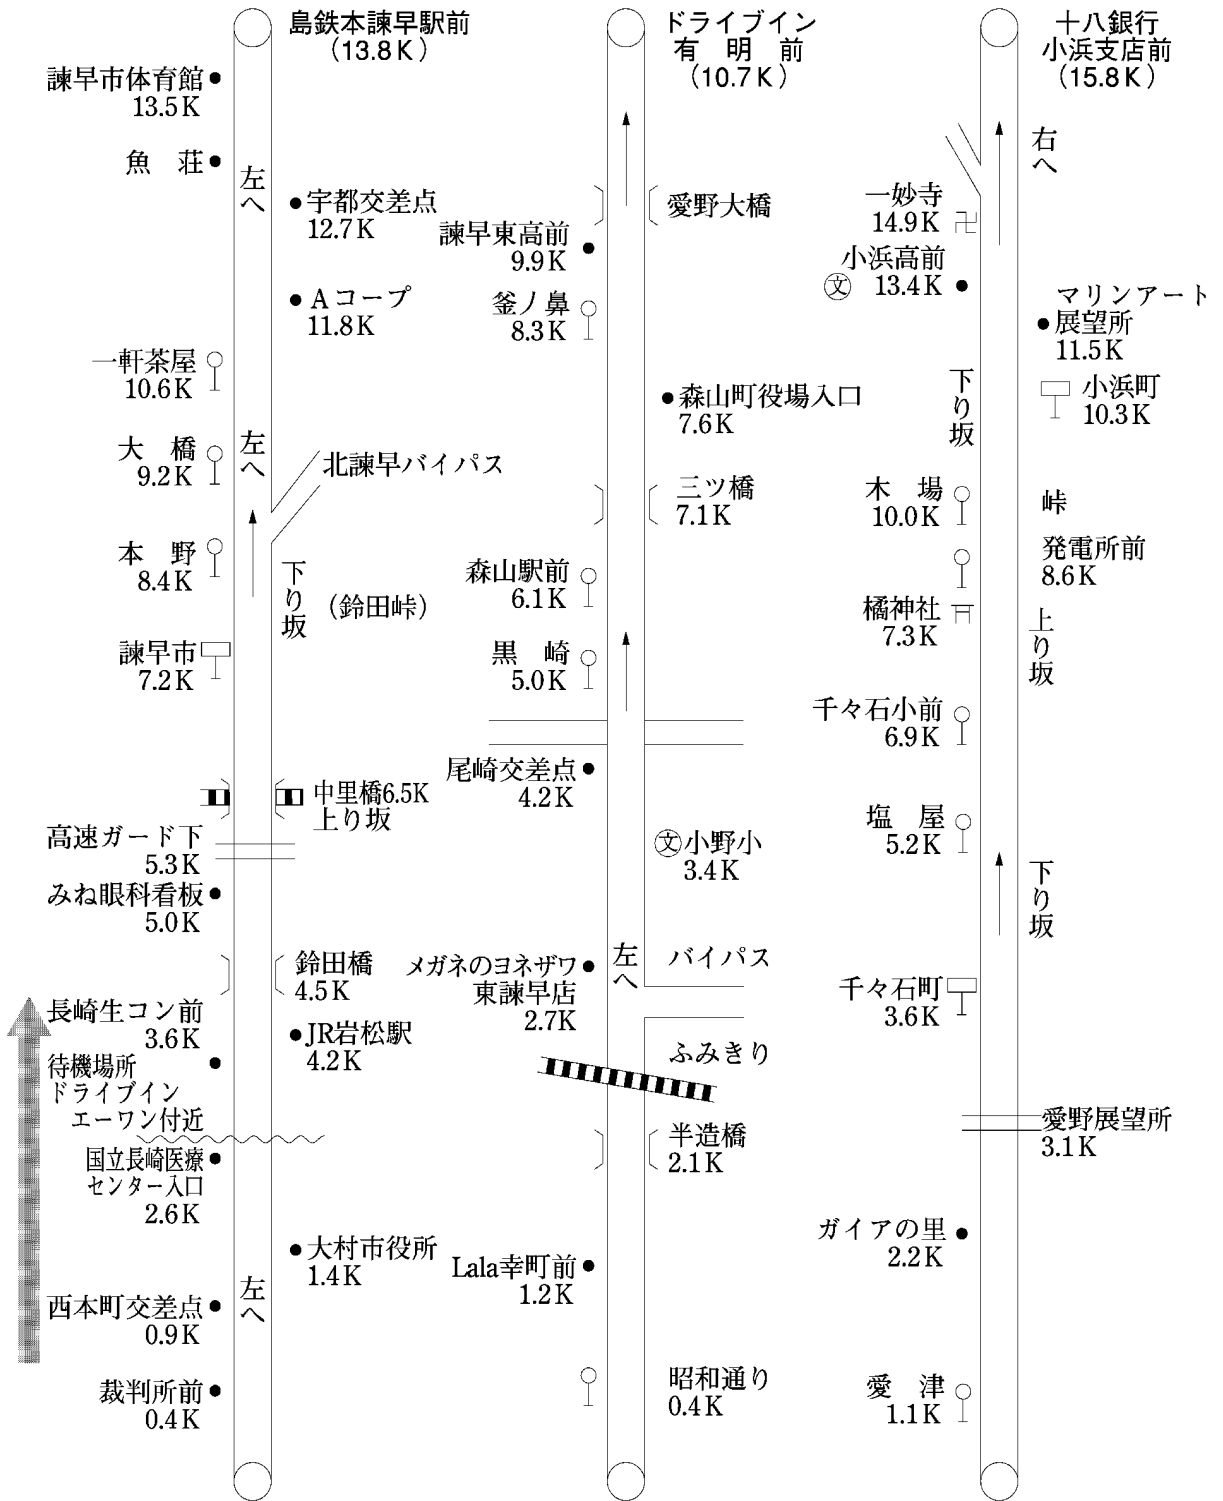 島鉄本諫早駅前
(13.8K)
諫早市体育館
13.5K
魚　荘
左へ
宇都交差点
12.7K
Aコープ
11.8K
一軒茶屋
10.6K
大　橋
9.2K
左へ
北諫早バイパス
本　野
8.4K
下り坂
(鈴田峠)
諫早市
7.2K
中里橋6.5K
上り坂
高速ガード下
5.3K
みね眼科看板
5.0K
鈴田橋
4.5K
長崎生コン前
3.6K
JR岩松駅
4.2K
待機場所
ドライブイン
エーワン付近
国立長崎医療
センター入口
2.6K
大村市役所
1.4K
左へ
西本町交差点
0.9K
裁判所前
0.4K
ドライブイン
有　明　前
(10.7K)
愛野大橋
諫早東高前
9.9K
釜ノ鼻
8.3K
森山町役場入口
7.6K
三ツ橋
7.1K
森山駅前
6.1K
黒　崎
5.0K
尾崎交差点
4.2K
文
小野小
3.4K
左へ
バイパス
メガネのヨネザワ
東諫早店
2.7K
ふみきり
半造橋
2.1K
Lala幸町前
1.2K
昭和通り
0.4K
十八銀行
小浜支店前
(15.8K)
右へ
一妙寺
14.9K
小浜高前
文 13.4K
マリンアート
展望所
11.5K
下り坂
小浜町
10.3K
木　場
10.0K
峠
発電所前
8.6K
橘神社
7.3K
上り坂
千々石小前
6.9K
塩　屋
5.2K
下り坂
千々石町
3.6K
愛野展望所
3.1K
ガイアの里
2.2K
愛　津
1.1K